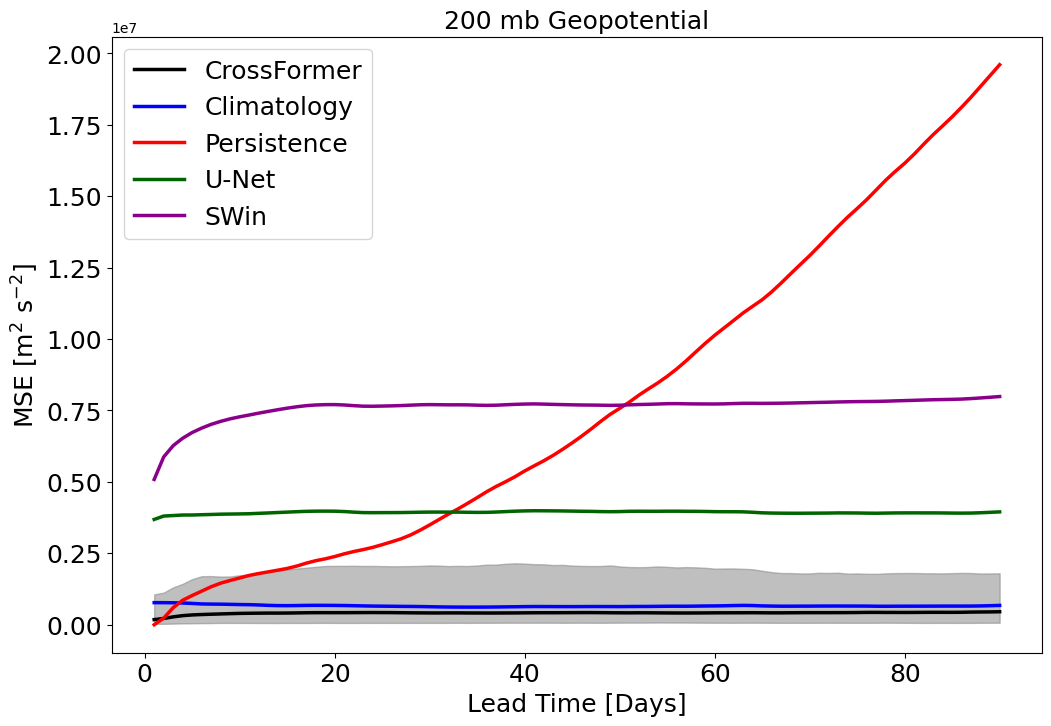 200 mb Geopotential
1e7
2.00
1.75
1.50
1.25
1.00
0.75
0.50
0.25
0.00
MSE [m² s⁻²]
CrossFormer
Climatology
Persistence
U-Net
SWin
0 20 40 60 80
Lead Time [Days]